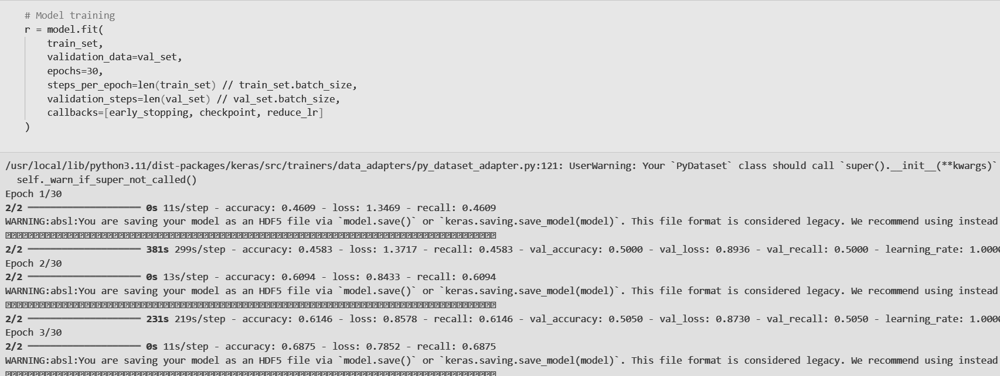 # Model training
r = model.fit(
    train_set,
    validation_data=val_set,
    epochs=30,
    steps_per_epoch=len(train_set) // train_set.batch_size,
    validation_steps=len(val_set) // val_set.batch_size,
    callbacks=[early_stopping, checkpoint, reduce_lr]
)
/usr/local/lib/python3.11/dist-packages/keras/src/trainers/data_adapters/py_dataset_adapter.py:121: UserWarning: Your `PyDataset` class should call `super().__init__(**kwargs)`
  self._warn_if_super_not_called()
Epoch 1/30
2/2 ━━━━━━━━━━━━━━━━━━━━ 0s 11s/step - accuracy: 0.4609 - loss: 1.3469 - recall: 0.4609
WARNING:absl:You are saving your model as an HDF5 file via `model.save()` or `keras.saving.save_model(model)`. This file format is considered legacy. We recommend using instead
2/2 ━━━━━━━━━━━━━━━━━━━━ 381s 299s/step - accuracy: 0.4583 - loss: 1.3717 - recall: 0.4583 - val_accuracy: 0.5000 - val_loss: 0.8936 - val_recall: 0.5000 - learning_rate: 1.000
Epoch 2/30
2/2 ━━━━━━━━━━━━━━━━━━━━ 0s 13s/step - accuracy: 0.6094 - loss: 0.8433 - recall: 0.6094
WARNING:absl:You are saving your model as an HDF5 file via `model.save()` or `keras.saving.save_model(model)`. This file format is considered legacy. We recommend using instead
2/2 ━━━━━━━━━━━━━━━━━━━━ 231s 219s/step - accuracy: 0.6146 - loss: 0.8578 - recall: 0.6146 - val_accuracy: 0.5050 - val_loss: 0.8730 - val_recall: 0.5050 - learning_rate: 1.000
Epoch 3/30
2/2 ━━━━━━━━━━━━━━━━━━━━ 0s 11s/step - accuracy: 0.6875 - loss: 0.7852 - recall: 0.6875
WARNING:absl:You are saving your model as an HDF5 file via `model.save()` or `keras.saving.save_model(model)`. This file format is considered legacy. We recommend using instead